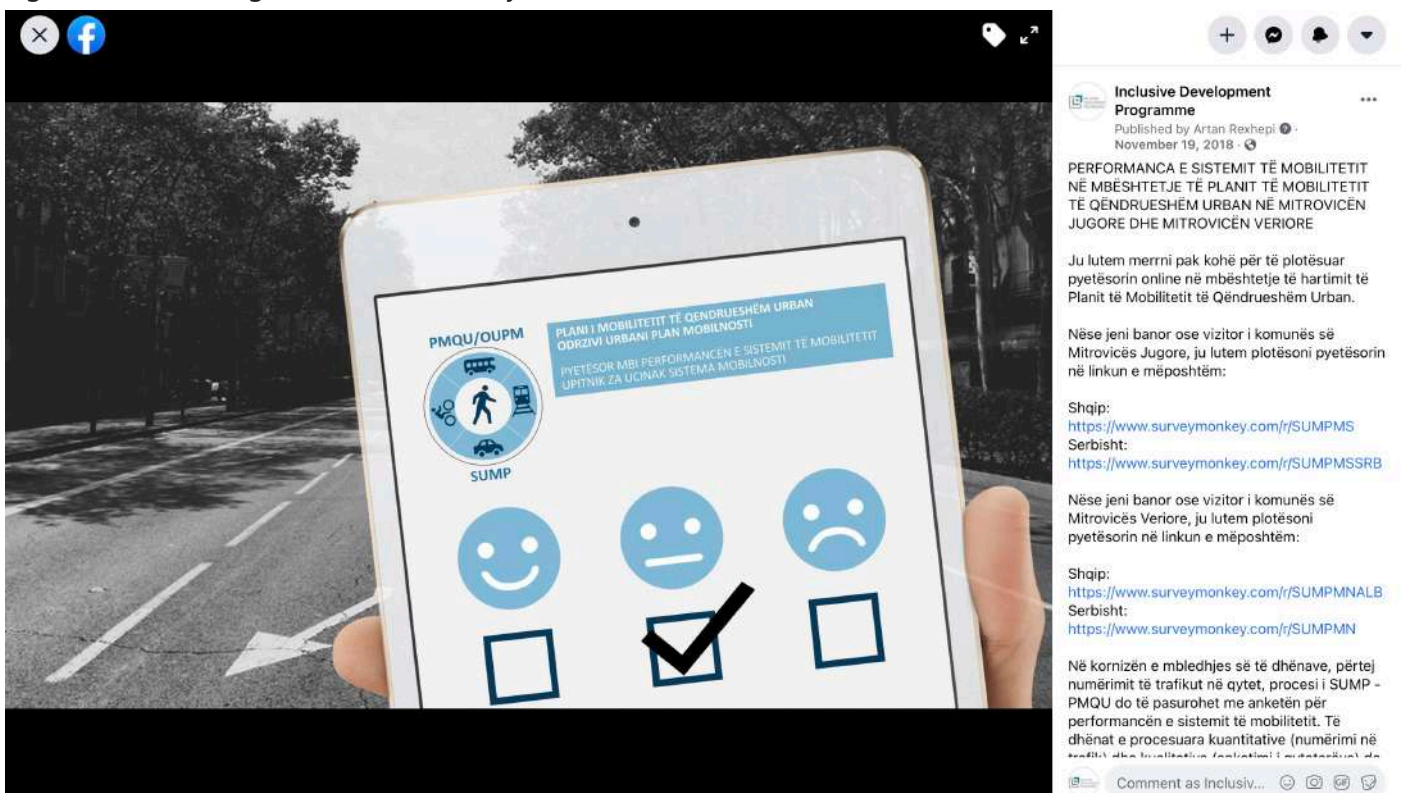 PMQU/OUPM
SUMP
PLANI I MOBILITETIT TË QENDRUESHËM URBAN
ODRZIVI URBANI PLAN MOBILNOSTI
PYETËSOR MBI PERFORMANCËN E SISTEMIT TË MOBILITETIT
UPITNIK ZA UCINAK SISTEMA MOBILNOSTI
Inclusive Development
Programme
Published by Artan Rexhepi
November 19, 2018
PERFORMANCA E SISTEMIT TË MOBILITETIT
NË MBËSHTETJE TË PLANIT TË MOBILITETIT
TË QËNDRUESHËM URBAN NË MITROVICËN
JUGORE DHE MITROVICËN VERIORE
Ju lutem merrni pak kohë për të plotësuar
pyetësorin online në mbështetje të hartimit të
Planit të Mobilitetit të Qëndrueshëm Urban.
Nëse jeni banor ose vizitor i komunës së
Mitrovicës Jugore, ju lutem plotësoni pyetësorin
në linkun e mëposhtëm:
Shqip:
https://www.surveymonkey.com/r/SUMPMS
Serbisht:
https://www.surveymonkey.com/r/SUMPMSSRB
Nëse jeni banor ose vizitor i komunës së
Mitrovicës Veriore, ju lutem plotësoni
pyetësorin në linkun e mëposhtëm:
Shqip:
https://www.surveymonkey.com/r/SUMPMNALB
Serbisht:
https://www.surveymonkey.com/r/SUMPMN
Në kornizën e mbledhjes së të dhënave, përtej
numërimit të trafikut në qytet, procesi i SUMP -
PMQU do të pasurohet me anketën për
performancën e sistemit të mobilitetit. Të
dhënat e procesuara kuantitative (numërimi në
Comment as Inclusiv...
GIF